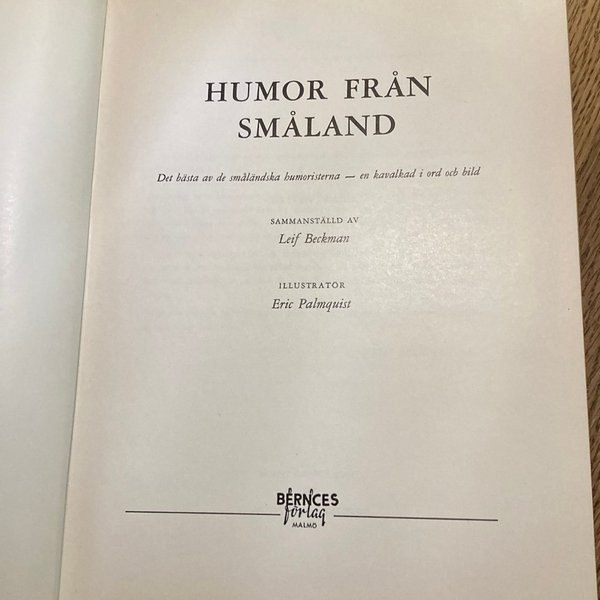 HUMOR FRÅN
SMÅLAND
Det bästa av de småländska humoristerna — en kavalkad i ord och bild
SAMMANSTÄLLD AV
Leif Beckman
ILLUSTRATÖR
Eric Palmquist
BERNCES
förlag
MALMÖ